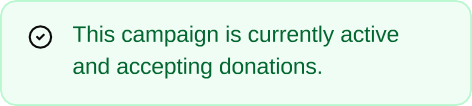 This campaign is currently active
and accepting donations.